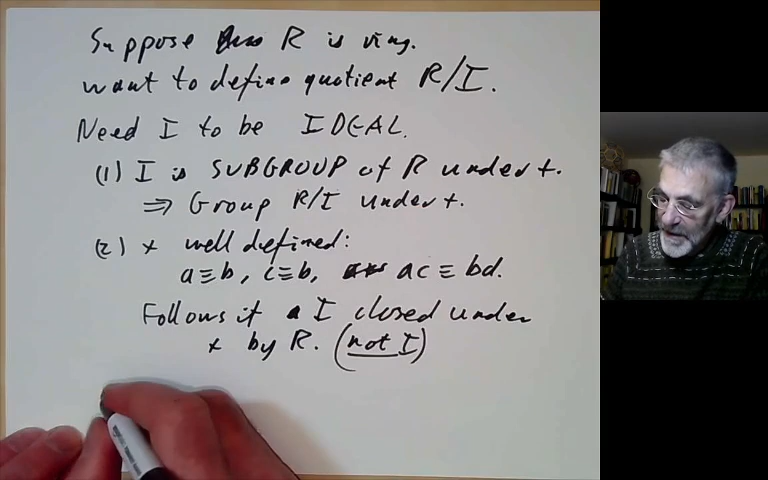 Suppose R is ring.
want to define quotient R/I.
Need I to be IDEAL.
(1) I is SUBGROUP of R under +.
⇒ Group R/I under +.
(2) × well defined:
a≡b, c≡b, ac≡bd.
Follows if I closed under
× by R. (not I)